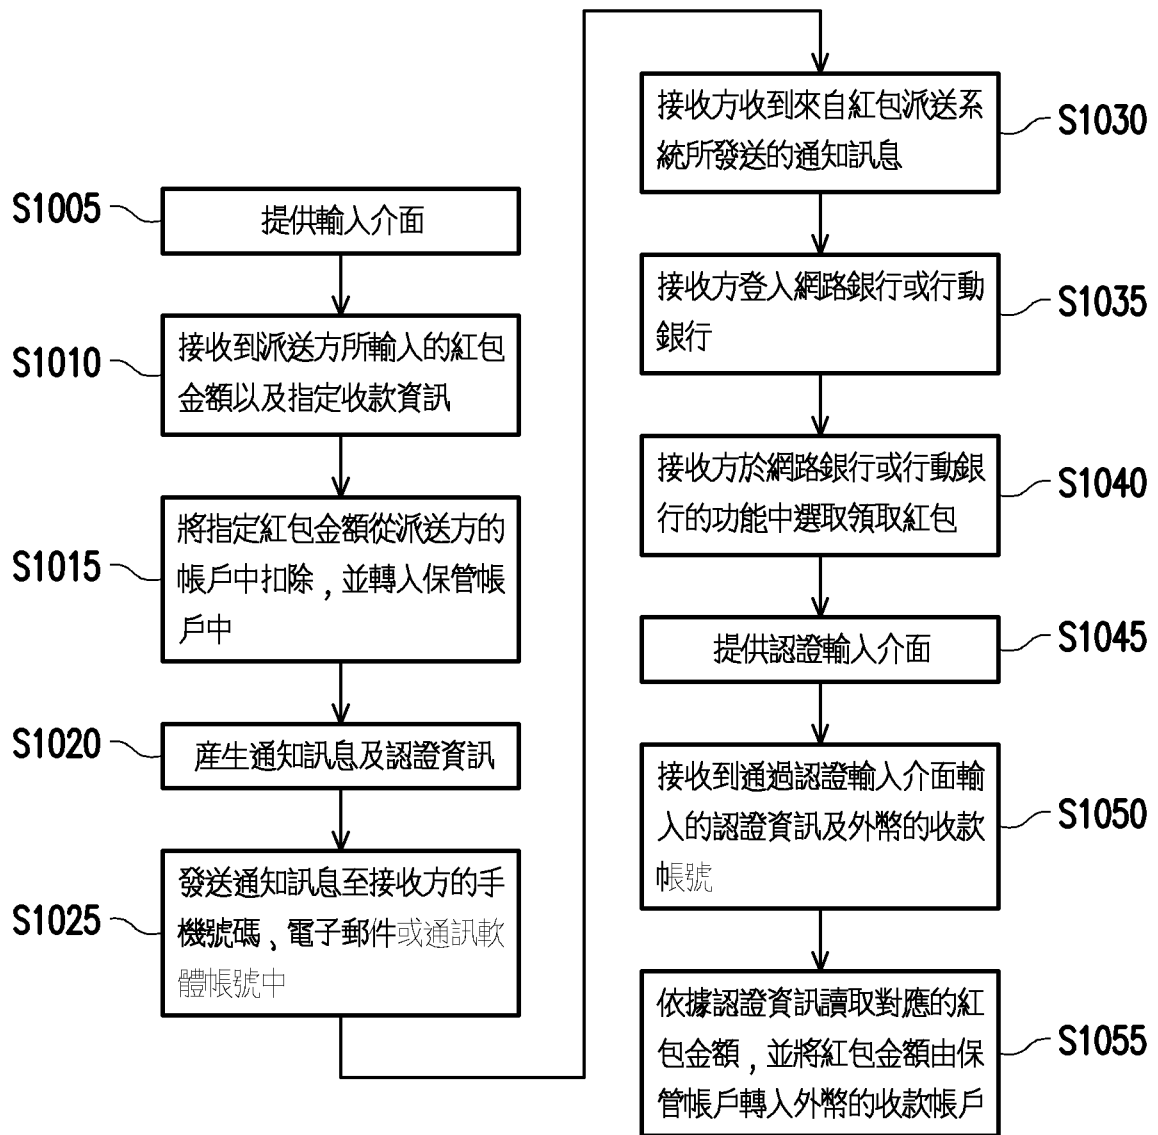 S1005
提供輸入介面
S1010
接收到派送方所輸入的紅包
金額以及指定收款資訊
S1015
將指定紅包金額從派送方的
帳戶中扣除，並轉入保管帳
戶中
S1020
產生通知訊息及認證資訊
S1025
發送通知訊息至接收方的手
機號碼、電子郵件或通訊軟
體帳號中
接收方收到來自紅包派送系
統所發送的通知訊息
S1030
接收方登入網路銀行或行動
銀行
S1035
接收方於網路銀行或行動銀
行的功能中選取領取紅包
S1040
提供認證輸入介面
S1045
接收到通過認證輸入介面輸
入的認證資訊及外幣的收款
帳號
S1050
依據認證資訊讀取對應的紅
包金額，並將紅包金額由保
管帳戶轉入外幣的收款帳戶
S1055